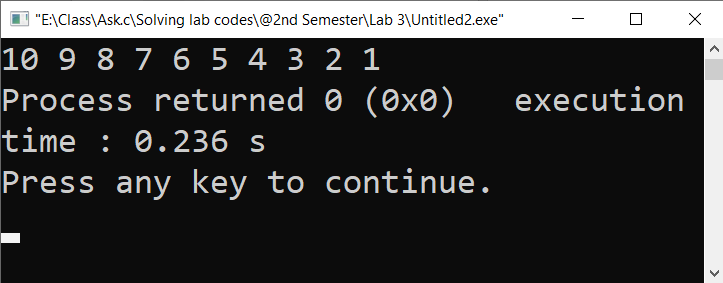 "E:\Class\Ask.c\Solving lab codes\@2nd Semester\Lab 3\Untitled2.exe"
10 9 8 7 6 5 4 3 2 1
Process returned 0 (0x0)   execution
time : 0.236 s
Press any key to continue.